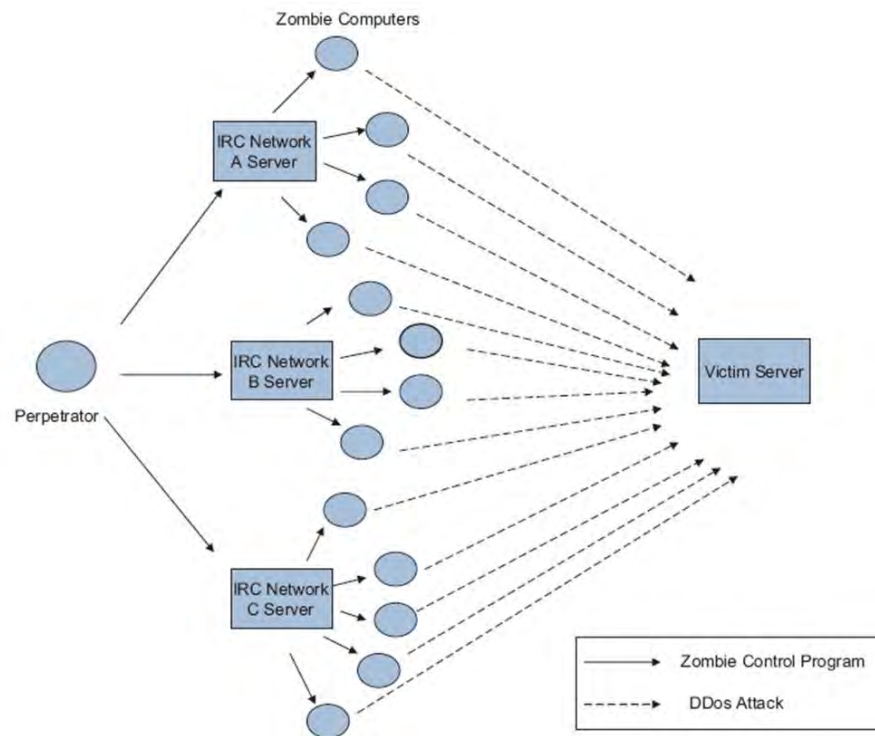 Zombie Computers
IRC Network
A Server
IRC Network
B Server
Victim Server
Perpetrator
IRC Network
C Server
Zombie Control Program
DDos Attack